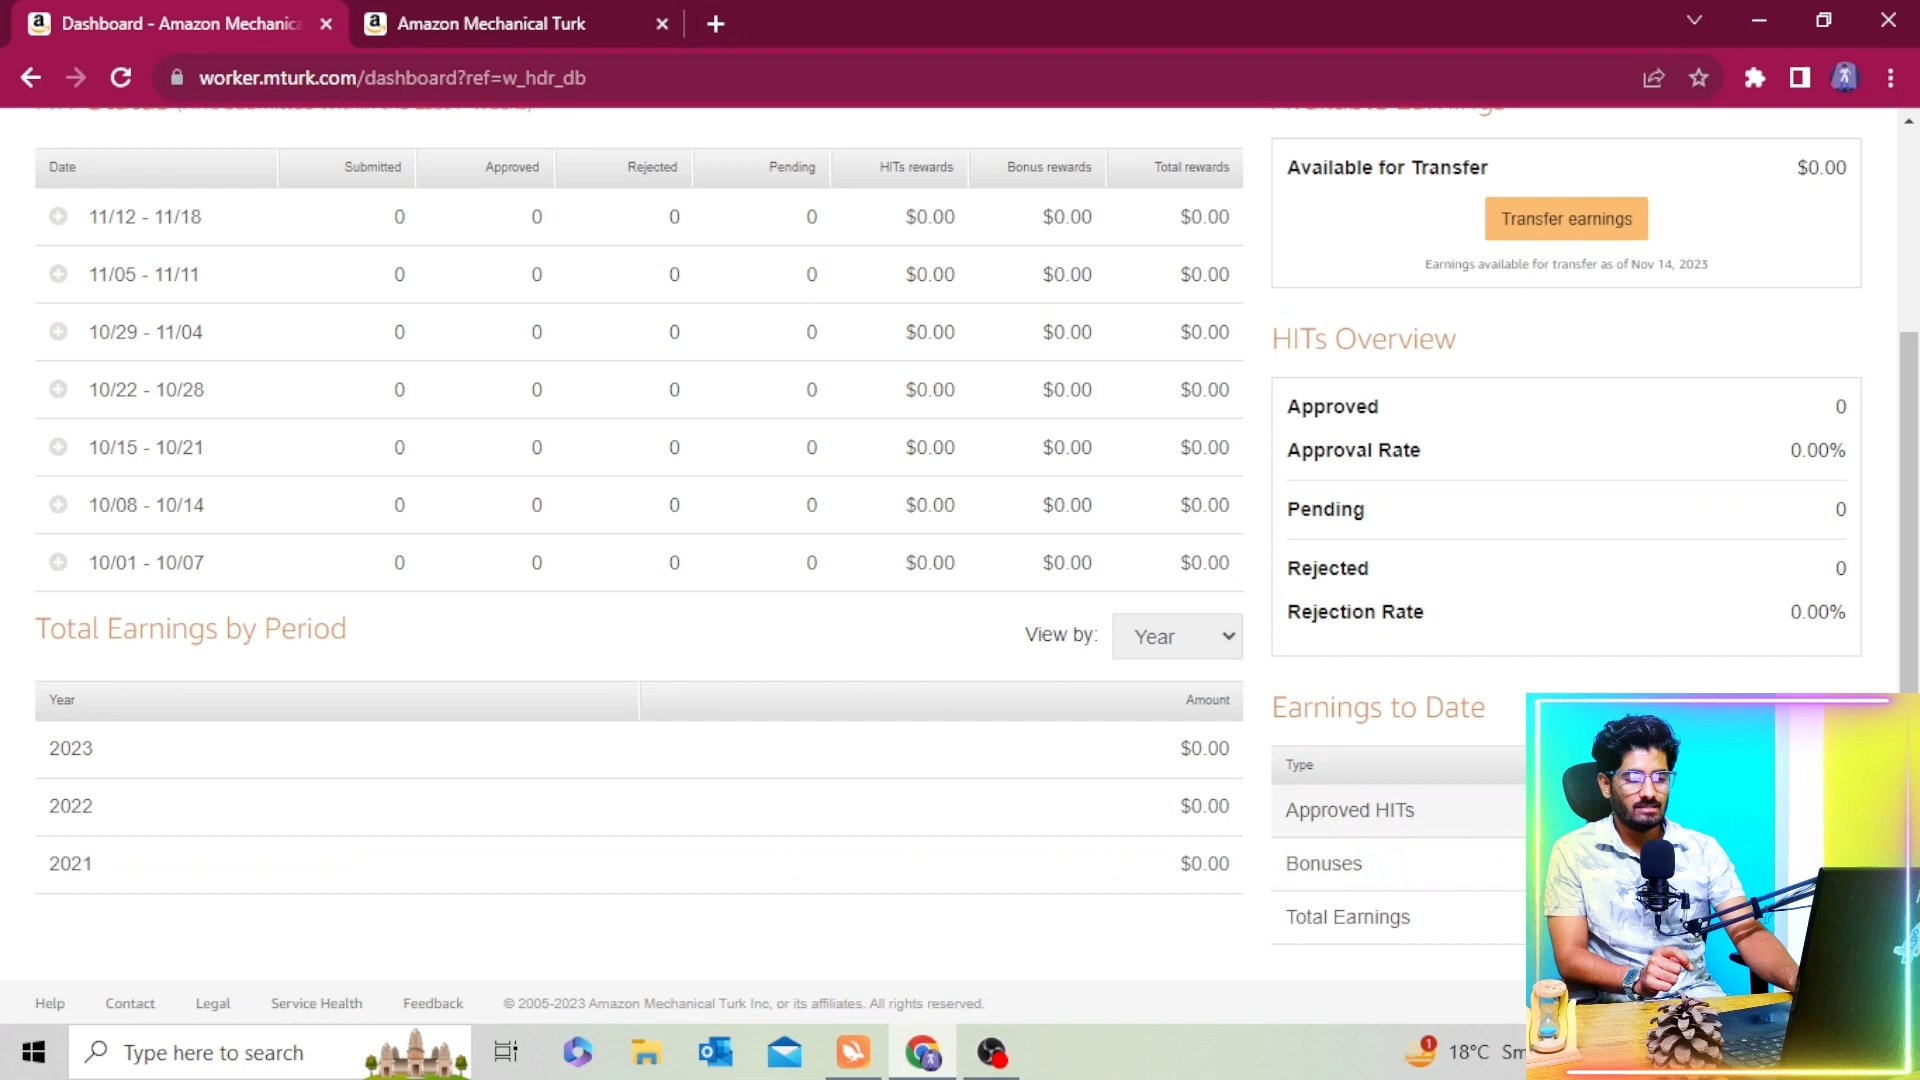 Dashboard - Amazon Mechanica
Amazon Mechanical Turk
worker.mturk.com/dashboard?ref=w_hdr_db
Date Submitted Approved Rejected Pending HITs rewards Bonus rewards Total rewards
11/12 - 11/18 0 0 0 0 $0.00 $0.00 $0.00
11/05 - 11/11 0 0 0 0 $0.00 $0.00 $0.00
10/29 - 11/04 0 0 0 0 $0.00 $0.00 $0.00
10/22 - 10/28 0 0 0 0 $0.00 $0.00 $0.00
10/15 - 10/21 0 0 0 0 $0.00 $0.00 $0.00
10/08 - 10/14 0 0 0 0 $0.00 $0.00 $0.00
10/01 - 10/07 0 0 0 0 $0.00 $0.00 $0.00
Total Earnings by Period
View by: Year
Year Amount
2023 $0.00
2022 $0.00
2021 $0.00
Available for Transfer $0.00
Transfer earnings
Earnings available for transfer as of Nov 14, 2023
HITs Overview
Approved 0
Approval Rate 0.00%
Pending 0
Rejected 0
Rejection Rate 0.00%
Earnings to Date
Type
Approved HITs
Bonuses
Total Earnings
Help Contact Legal Service Health Feedback © 2005-2023 Amazon Mechanical Turk Inc, or its affiliates. All rights reserved.
Type here to search
1
18°C Sm